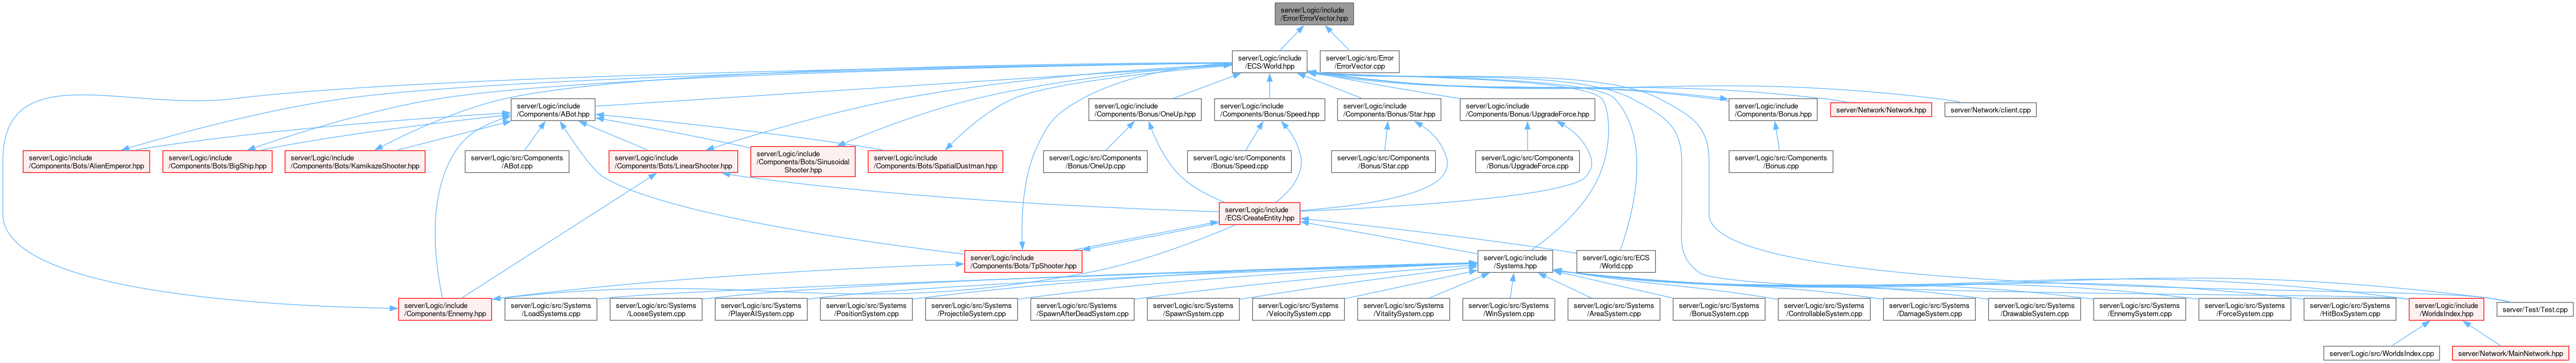 server/Logic/include
/Error/ErrorVector.hpp
server/Logic/include
/ECS/World.hpp
server/Logic/src/Error
/ErrorVector.cpp
server/Logic/include
/Components/ABot.hpp
server/Logic/include
/Components/Bonus/OneUp.hpp
server/Logic/include
/Components/Bonus/Speed.hpp
server/Logic/include
/Components/Bonus/Star.hpp
server/Logic/include
/Components/Bonus/UpgradeForce.hpp
server/Logic/include
/Components/Bonus.hpp
server/Network/Network.hpp
server/Network/client.cpp
server/Logic/include
/Components/Bots/AlienEmperor.hpp
server/Logic/include
/Components/Bots/BigShip.hpp
server/Logic/include
/Components/Bots/KamikazeShooter.hpp
server/Logic/src/Components
/ABot.cpp
server/Logic/include
/Components/Bots/LinearShooter.hpp
server/Logic/include
/Components/Bots/Sinusoidal
Shooter.hpp
server/Logic/include
/Components/Bots/SpatialDustman.hpp
server/Logic/src/Components
/Bonus/OneUp.cpp
server/Logic/src/Components
/Bonus/Speed.cpp
server/Logic/src/Components
/Bonus/Star.cpp
server/Logic/src/Components
/Bonus/UpgradeForce.cpp
server/Logic/src/Components
/Bonus.cpp
server/Logic/include
/ECS/CreateEntity.hpp
server/Logic/include
/Components/Bots/TpShooter.hpp
server/Logic/include
/Systems.hpp
server/Logic/src/ECS
/World.cpp
server/Logic/include
/Components/Ennemy.hpp
server/Logic/src/Systems
/LoadSystems.cpp
server/Logic/src/Systems
/LooseSystem.cpp
server/Logic/src/Systems
/PlayerAISystem.cpp
server/Logic/src/Systems
/PositionSystem.cpp
server/Logic/src/Systems
/ProjectileSystem.cpp
server/Logic/src/Systems
/SpawnAfterDeadSystem.cpp
server/Logic/src/Systems
/SpawnSystem.cpp
server/Logic/src/Systems
/VelocitySystem.cpp
server/Logic/src/Systems
/VitalitySystem.cpp
server/Logic/src/Systems
/WinSystem.cpp
server/Logic/src/Systems
/AreaSystem.cpp
server/Logic/src/Systems
/BonusSystem.cpp
server/Logic/src/Systems
/ControllableSystem.cpp
server/Logic/src/Systems
/DamageSystem.cpp
server/Logic/src/Systems
/DrawableSystem.cpp
server/Logic/src/Systems
/EnnemySystem.cpp
server/Logic/src/Systems
/ForceSystem.cpp
server/Logic/src/Systems
/HitBoxSystem.cpp
server/Logic/include
/WorldsIndex.hpp
server/Test/Test.cpp
server/Logic/src/WorldsIndex.cpp
server/Network/MainNetwork.hpp